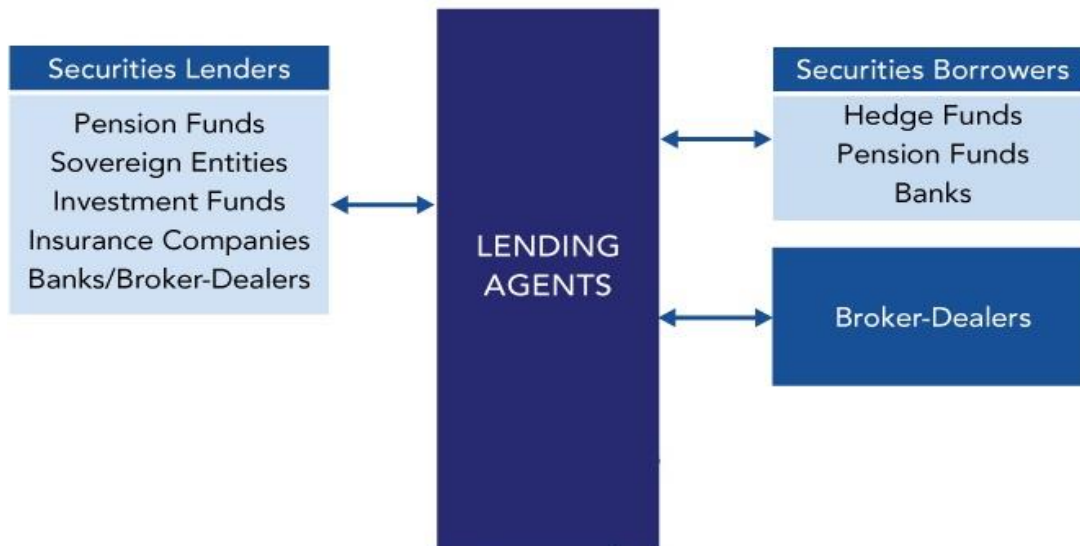 Securities Lenders
Pension Funds
Sovereign Entities
Investment Funds
Insurance Companies
Banks/Broker-Dealers
LENDING
AGENTS
Securities Borrowers
Hedge Funds
Pension Funds
Banks
Broker-Dealers